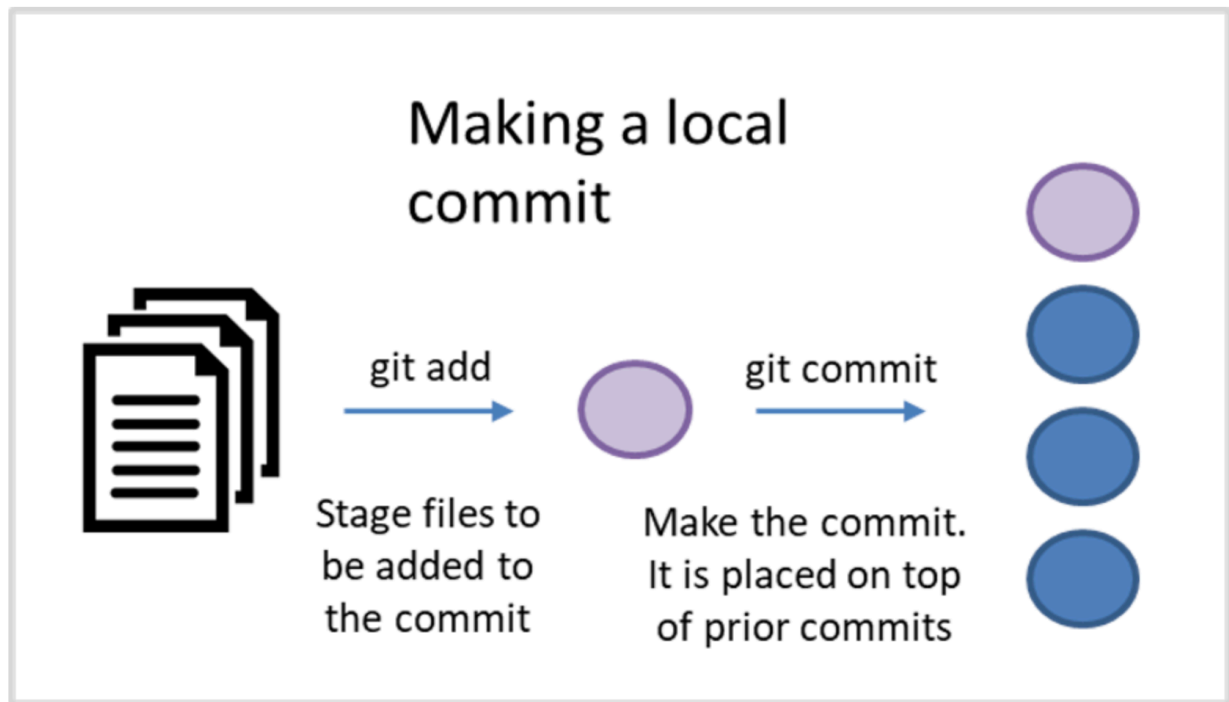 Making a local
commit
git add
git commit
Stage files to
be added to
the commit
Make the commit.
It is placed on top
of prior commits